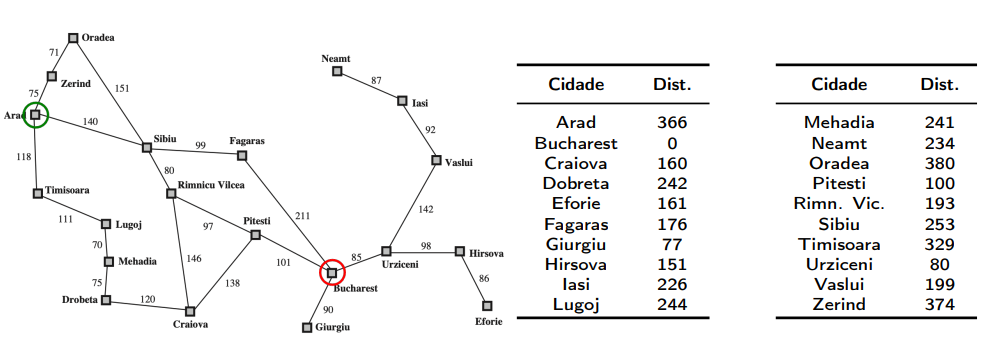 Oradea
71
Zerind
75
151
Arad
140
Sibiu
99
Fagaras
118
80
Rimnicu Vilcea
Timisoara
111
Lugoj
70
Mehadia
75
Drobeta
120
Craiova
146
97
138
Pitesti
101
211
Bucharest
90
Giurgiu
85
Urziceni
142
98
Hirsova
86
Eforie
Vaslui
92
Iasi
87
Neamt
Cidade Dist.
Arad 366
Bucharest 0
Craiova 160
Dobreta 242
Eforie 161
Fagaras 176
Giurgiu 77
Hirsova 151
Iasi 226
Lugoj 244
Cidade Dist.
Mehadia 241
Neamt 234
Oradea 380
Pitesti 100
Rimn. Vic. 193
Sibiu 253
Timisoara 329
Urziceni 80
Vaslui 199
Zerind 374